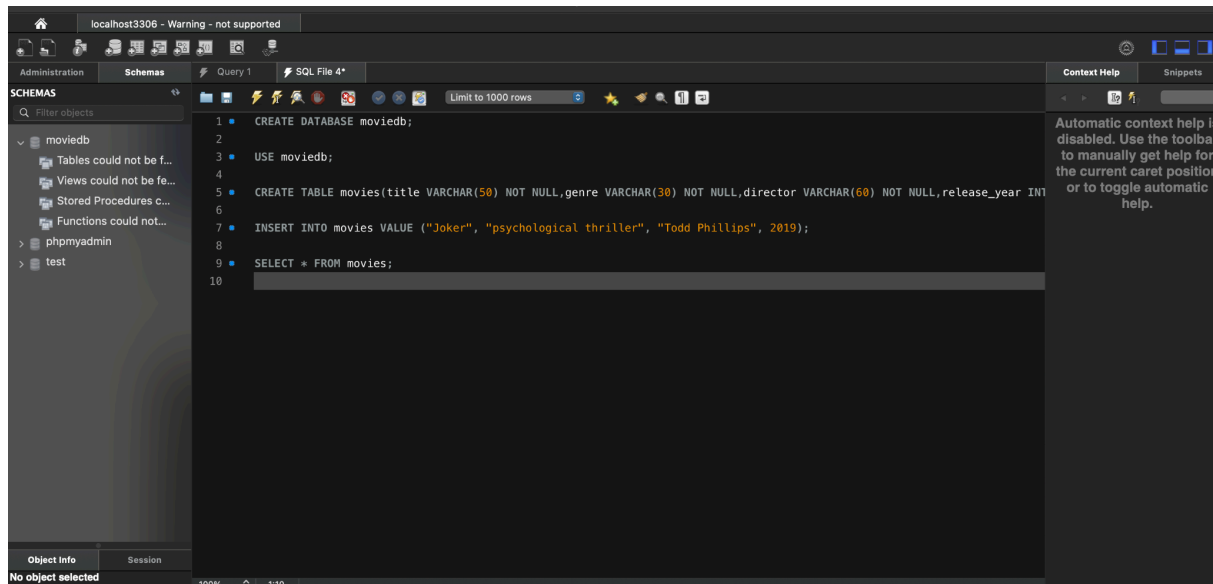 localhost3306 - Warning - not supported
Administration
Schemas
Query 1
SQL File 4*
Context Help
Snippets
SCHEMAS
Filter objects
Limit to 1000 rows
moviedb
Tables could not be f...
Views could not be fe...
Stored Procedures c...
Functions could not...
phpmyadmin
test
1 CREATE DATABASE moviedb;
2
3 USE moviedb;
4
5 CREATE TABLE movies(title VARCHAR(50) NOT NULL,genre VARCHAR(30) NOT NULL,director VARCHAR(60) NOT NULL,release_year INT
6
7 INSERT INTO movies VALUE ("Joker", "psychological thriller", "Todd Phillips", 2019);
8
9 SELECT * FROM movies;
10
Automatic context help is
disabled. Use the toolba
to manually get help for
the current caret position
or to toggle automatic
help.
Object Info
Session
No object selected
100%
1:10